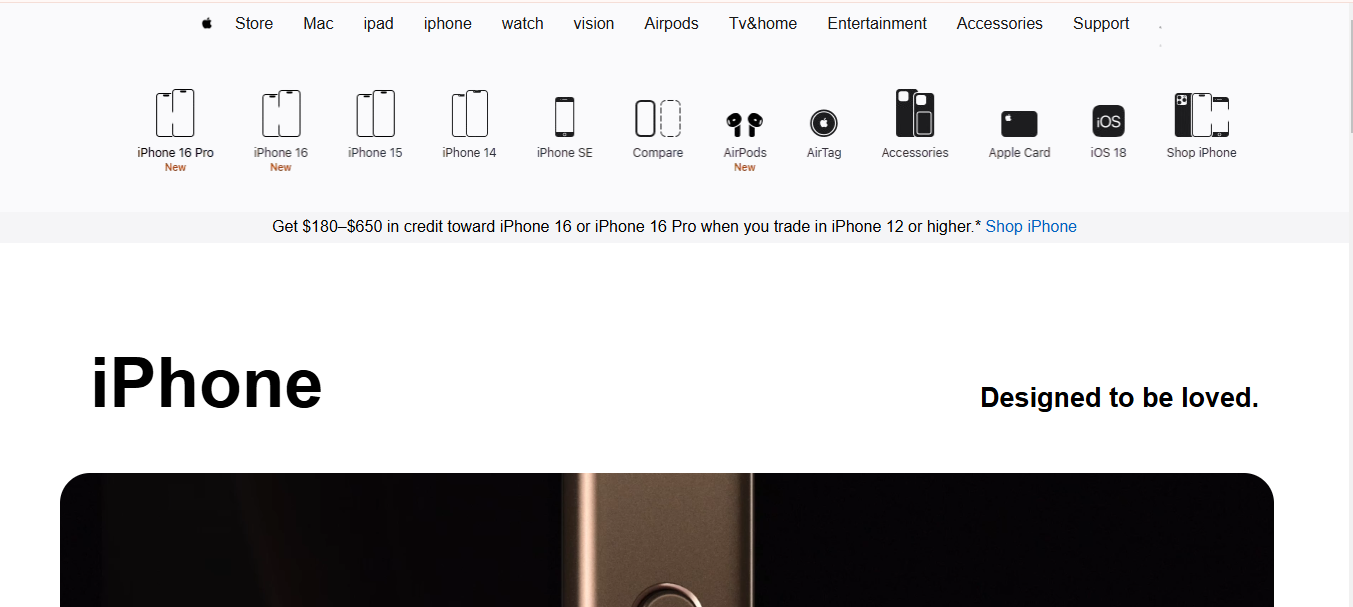 Store Mac ipad iphone watch vision Airpods Tv&home Entertainment Accessories Support
iOS
iPhone 16 Pro iPhone 16 iPhone 15 iPhone 14 iPhone SE Compare AirPods AirTag Accessories Apple Card iOS 18 Shop iPhone
New New New
Get $180–$650 in credit toward iPhone 16 or iPhone 16 Pro when you trade in iPhone 12 or higher.* Shop iPhone
iPhone
Designed to be loved.